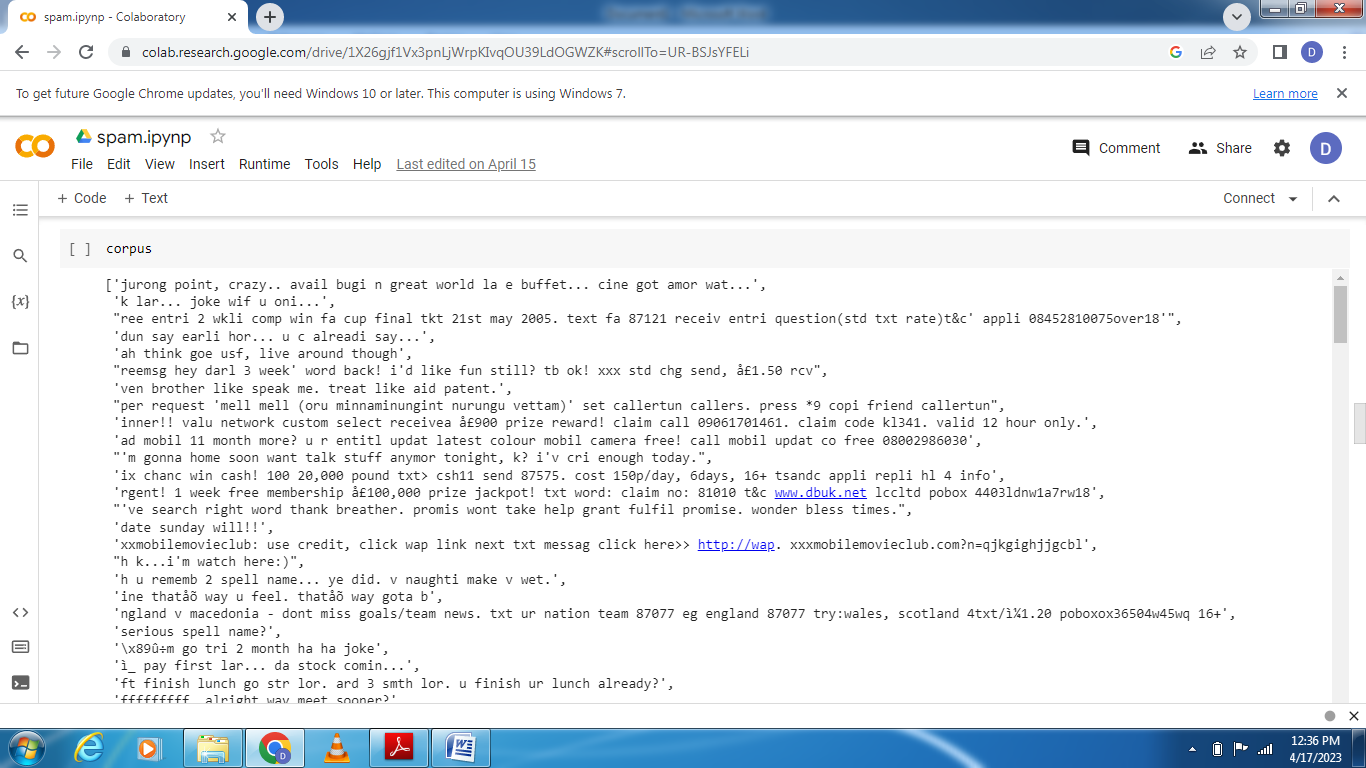 spam.ipynp - Colaboratory
colab.research.google.com/drive/1X26gjf1Vx3pnLjWrpKIvqOU39LdOGWZK#scrollTo=UR-BSJsYFELi
D
To get future Google Chrome updates, you'll need Windows 10 or later. This computer is using Windows 7.
Learn more
spam.ipynp
File Edit View Insert Runtime Tools Help Last edited on April 15
Comment Share D
+ Code + Text
Connect
[ ] corpus
['jurong point, crazy.. avail bugi n great world la e buffet... cine got amor wat...',
'k lar... joke wif u oni...',
"ree entri 2 wkli comp win fa cup final tkt 21st may 2005. text fa 87121 receiv entri question(std txt rate)t&c' appli 08452810075over18'",
'dun say earli hor... u c alreadi say...',
'ah think goe usf, live around though',
"reemsg hey darl 3 week' word back! i'd like fun still? tb ok! xxx std chg send, å£1.50 rcv",
'ven brother like speak me. treat like aid patent.',
"per request 'mell mell (oru minnaminungint nurungu vettam)' set callertun callers. press *9 copi friend callertun",
'inner!! valu network custom select receivea å£900 prize reward! claim call 09061701461. claim code kl341. valid 12 hour only.',
'ad mobil 11 month more? u r entitl updat latest colour mobil camera free! call mobil updat co free 08002986030',
"'m gonna home soon want talk stuff anymor tonight, k? i'v cri enough today.",
'ix chanc win cash! 100 20,000 pound txt> csh11 send 87575. cost 150p/day, 6days, 16+ tsandc appli repli hl 4 info',
'rgent! 1 week free membership å£100,000 prize jackpot! txt word: claim no: 81010 t&c www.dbuk.net lccltd pobox 4403ldnw1a7rw18',
"'ve search right word thank breather. promis wont take help grant fulfil promise. wonder bless times.",
'date sunday will!!',
'xxmobilemovieclub: use credit, click wap link next txt messag click here>> http://wap. xxxmobilemovieclub.com?n=qjkgighjjgcbl',
"h k...i'm watch here:)",
'h u rememb 2 spell name... ye did. v naughti make v wet.',
'ine thatåõ way u feel. thatåõ way gota b',
'ngland v macedonia - dont miss goals/team news. txt ur nation team 87077 eg england 87077 try:wales, scotland 4txt/ì¼1.20 poboxox36504w45wq 16+',
'serious spell name?',
'\x89û÷m go tri 2 month ha ha joke',
'ì_ pay first lar... da stock comin...',
'ft finish lunch go str lor. ard 3 smth lor. u finish ur lunch already?',
'fffffffff. alright way meet sooner?'
12:36 PM
4/17/2023